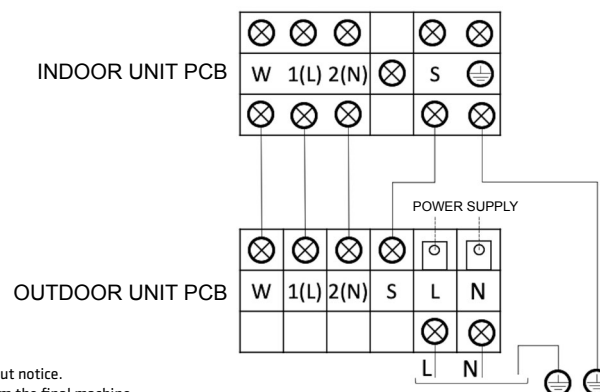 INDOOR UNIT PCB
W 1(L) 2(N) S
POWER SUPPLY
OUTDOOR UNIT PCB
W 1(L) 2(N) S L N
L N
ut notice.